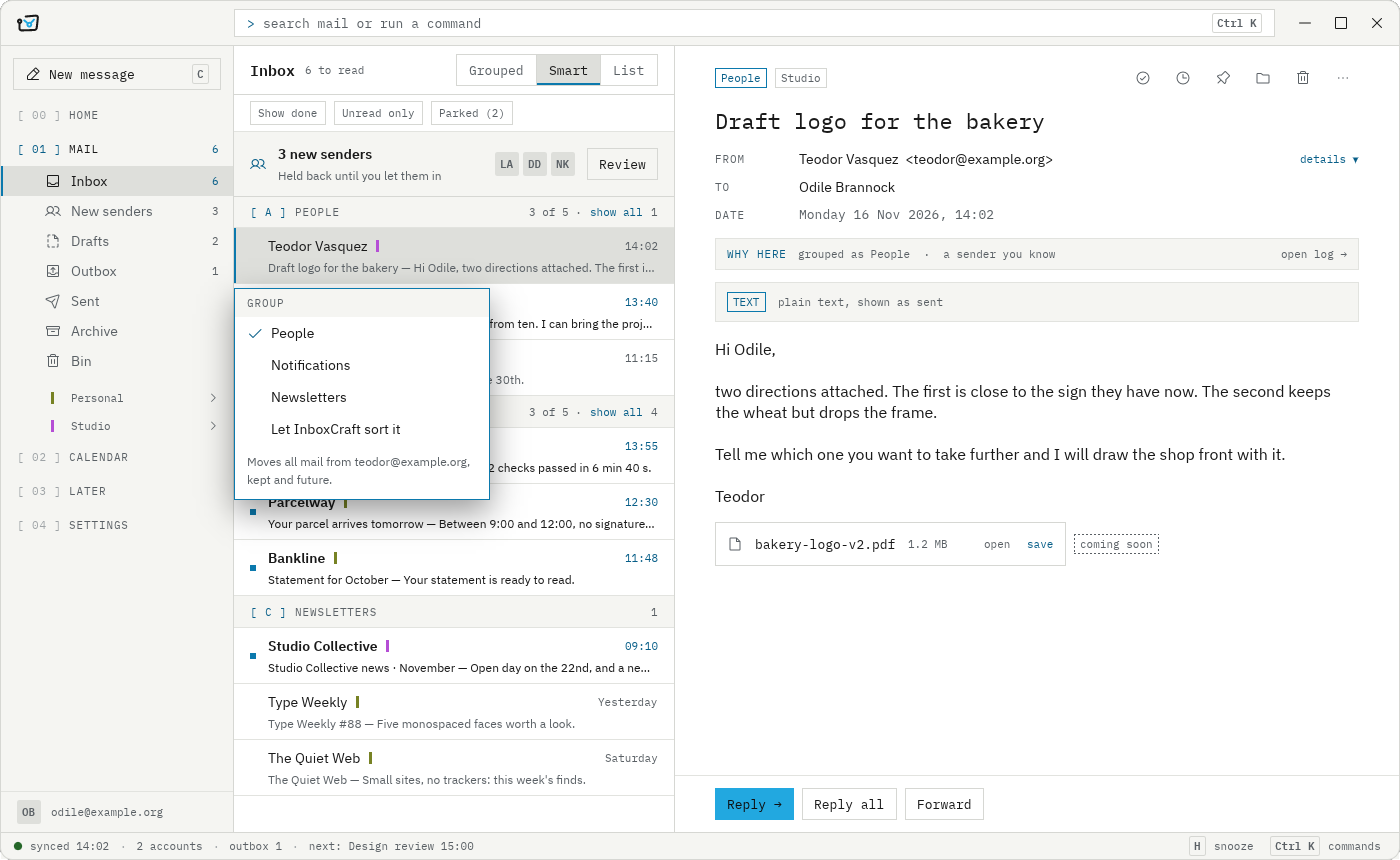 > search mail or run a command Ctrl K
New message C
[ 00 ] HOME
[ 01 ] MAIL 6
Inbox 6
New senders 3
Drafts 2
Outbox 1
Sent
Archive
Bin
Personal
Studio
[ 02 ] CALENDAR
[ 03 ] LATER
[ 04 ] SETTINGS
OB odile@example.org
Inbox 6 to read
Grouped Smart List
Show done Unread only Parked (2)
3 new senders
Held back until you let them in
LA DD NK Review
[ A ] PEOPLE 3 of 5 · show all 1
Teodor Vasquez 14:02
Draft logo for the bakery — Hi Odile, two directions attached. The first i…
13:40
from ten. I can bring the proj…
11:15
30th.
3 of 5 · show all 4
13:55
checks passed in 6 min 40 s.
GROUP
People
Notifications
Newsletters
Let InboxCraft sort it
Moves all mail from teodor@example.org,
kept and future.
Parcelway 12:30
Your parcel arrives tomorrow — Between 9:00 and 12:00, no signature…
Bankline 11:48
Statement for October — Your statement is ready to read.
[ C ] NEWSLETTERS 1
Studio Collective 09:10
Studio Collective news · November — Open day on the 22nd, and a ne…
Type Weekly Yesterday
Type Weekly #88 — Five monospaced faces worth a look.
The Quiet Web Saturday
The Quiet Web — Small sites, no trackers: this week's finds.
People Studio
Draft logo for the bakery
FROM Teodor Vasquez <teodor@example.org> details ▾
TO Odile Brannock
DATE Monday 16 Nov 2026, 14:02
WHY HERE grouped as People · a sender you know open log →
TEXT plain text, shown as sent
Hi Odile,
two directions attached. The first is close to the sign they have now. The second keeps
the wheat but drops the frame.
Tell me which one you want to take further and I will draw the shop front with it.
Teodor
bakery-logo-v2.pdf 1.2 MB open save coming soon
Reply → Reply all Forward
synced 14:02 · 2 accounts · outbox 1 · next: Design review 15:00
H snooze Ctrl K commands